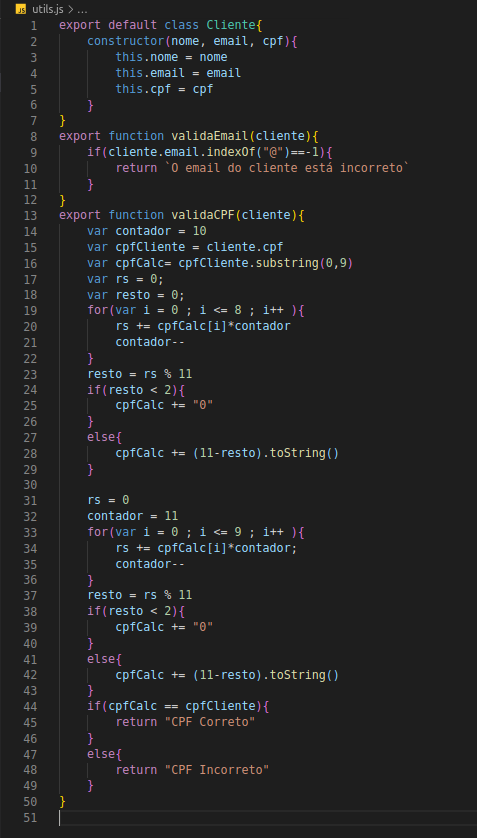 JS utils.js > ...
1 export default class Cliente{
2     constructor(nome, email, cpf){
3         this.nome = nome
4         this.email = email
5         this.cpf = cpf
6     }
7 }
8 export function validaEmail(cliente){
9     if(cliente.email.indexOf("@")==-1){
10         return `O email do cliente está incorreto`
11     }
12 }
13 export function validaCPF(cliente){
14     var contador = 10
15     var cpfCliente = cliente.cpf
16     var cpfCalc= cpfCliente.substring(0,9)
17     var rs = 0;
18     var resto = 0;
19     for(var i = 0 ; i <= 8 ; i++ ){
20         rs += cpfCalc[i]*contador
21         contador--
22     }
23     resto = rs % 11
24     if(resto < 2){
25         cpfCalc += "0"
26     }
27     else{
28         cpfCalc += (11-resto).toString()
29     }
30
31     rs = 0
32     contador = 11
33     for(var i = 0 ; i <= 9 ; i++ ){
34         rs += cpfCalc[i]*contador;
35         contador--
36     }
37     resto = rs % 11
38     if(resto < 2){
39         cpfCalc += "0"
40     }
41     else{
42         cpfCalc += (11-resto).toString()
43     }
44     if(cpfCalc == cpfCliente){
45         return "CPF Correto"
46     }
47     else{
48         return "CPF Incorreto"
49     }
50 }
51